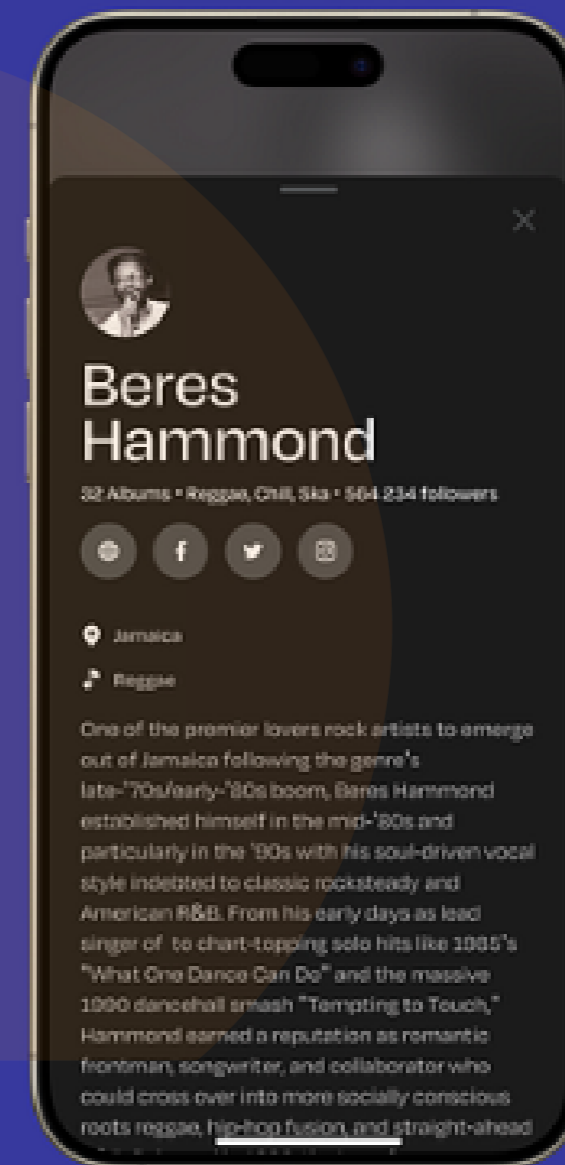 Beres
Hammond
32 Albums • Reggae, Chill, Ska • 564 234 followers
Jamaica
Reggae
One of the premier lovers rock artists to emerge
out of Jamaica following the genre's
late-'70s/early-'80s boom, Beres Hammond
established himself in the mid-'80s and
particularly in the '90s with his soul-driven vocal
style indebted to classic rocksteady and
American R&B. From his early days as lead
singer of to chart-topping solo hits like 1985's
"What One Dance Can Do" and the massive
1990 dancehall smash "Tempting to Touch,"
Hammond earned a reputation as romantic
frontman, songwriter, and collaborator who
could cross over into more socially conscious
roots reggae, hip-hop fusion, and straight-ahead